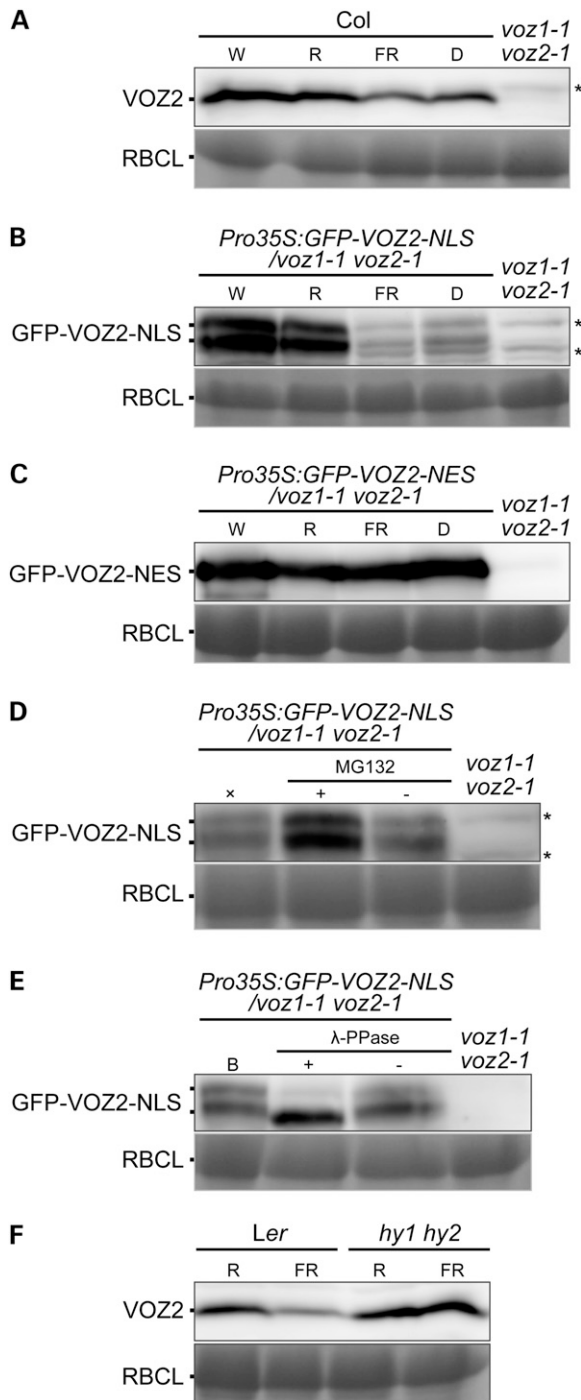 A
Col
voz1-1
voz2-1
W R FR D
VOZ2
*
RBCL
B
Pro35S:GFP-VOZ2-NLS
/voz1-1 voz2-1
voz1-1
voz2-1
W R FR D
GFP-VOZ2-NLS
*
*
RBCL
C
Pro35S:GFP-VOZ2-NES
/voz1-1 voz2-1
voz1-1
voz2-1
W R FR D
GFP-VOZ2-NES
RBCL
D
Pro35S:GFP-VOZ2-NLS
/voz1-1 voz2-1
MG132
voz1-1
voz2-1
× + -
GFP-VOZ2-NLS
*
*
RBCL
E
Pro35S:GFP-VOZ2-NLS
/voz1-1 voz2-1
λ-PPase
voz1-1
voz2-1
B + -
GFP-VOZ2-NLS
RBCL
F
Ler hy1 hy2
R FR R FR
VOZ2
RBCL